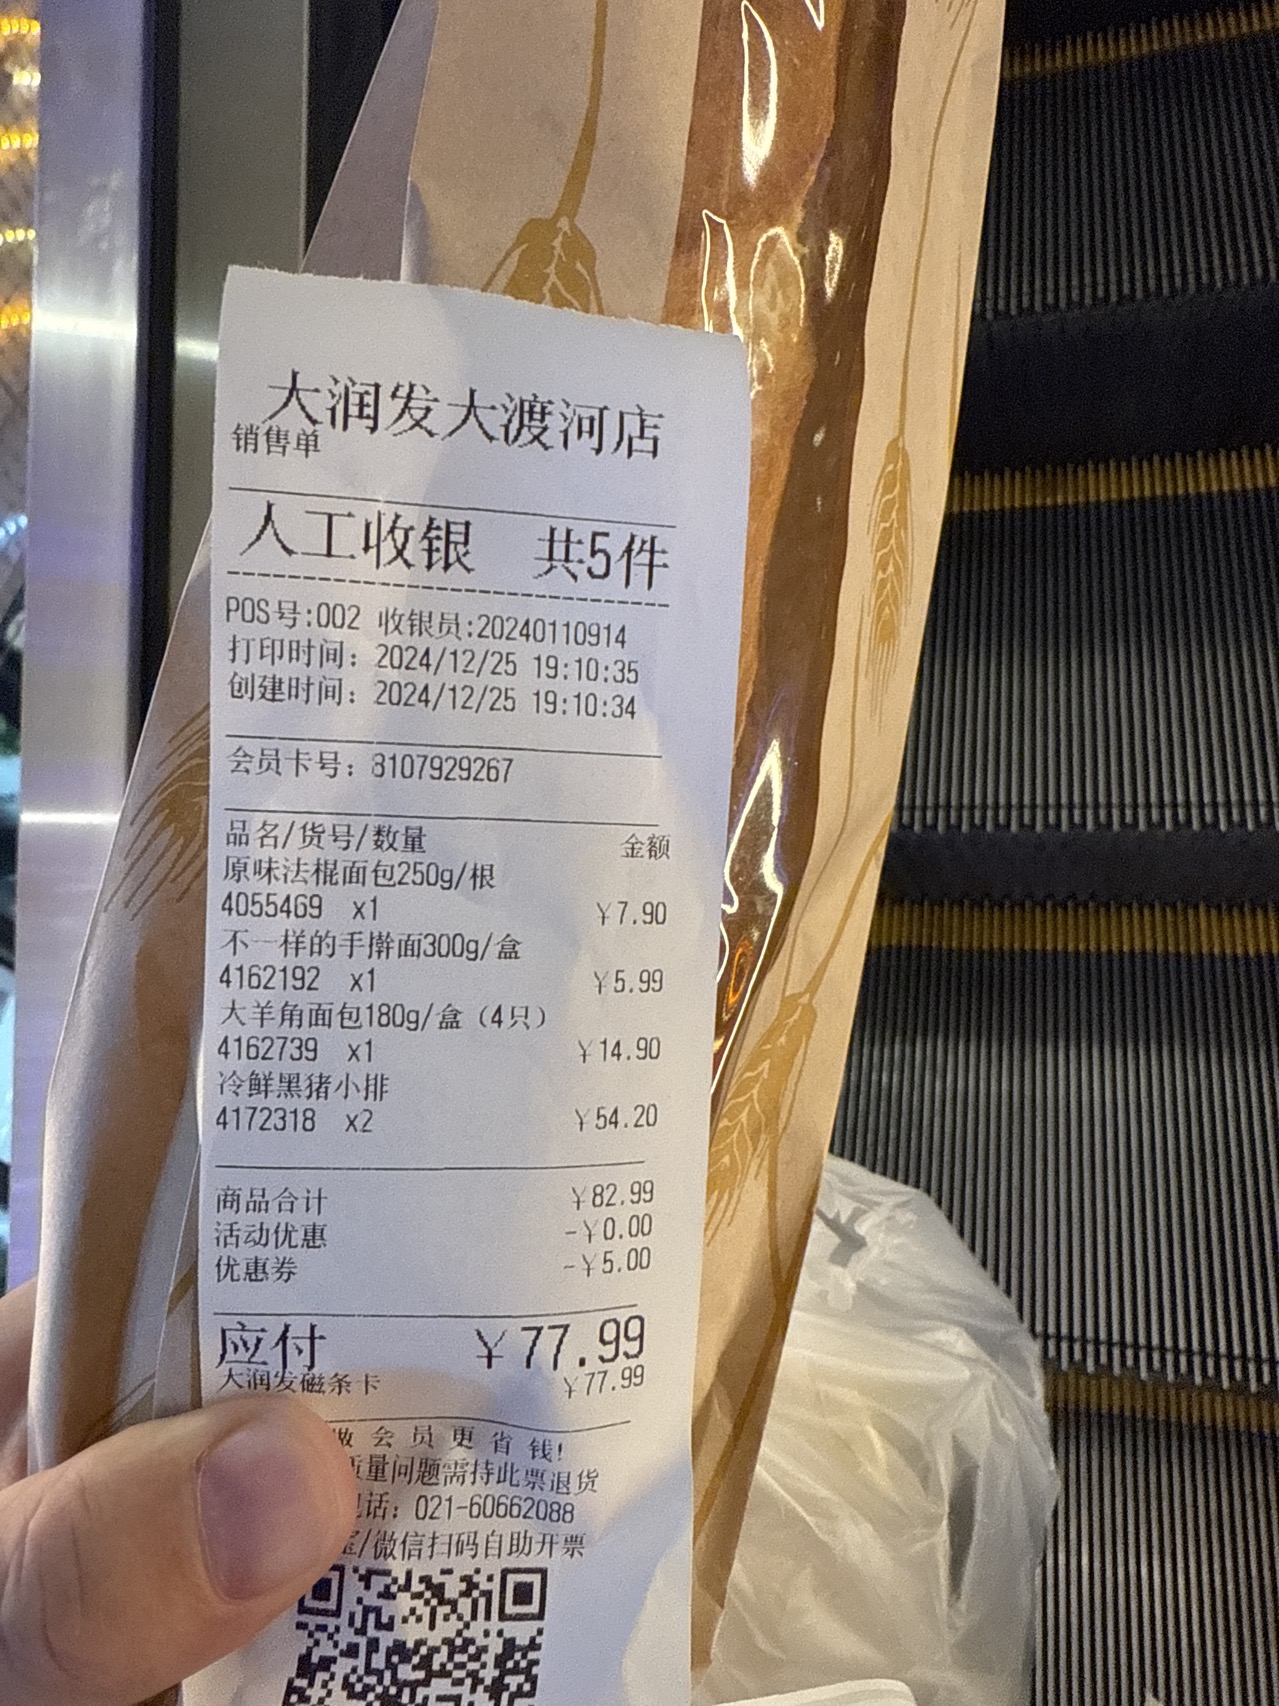 大润发大渡河店
销售单
人工收银 共5件
POS号:002 收银员:20240110914
打印时间：2024/12/25 19:10:35
创建时间：2024/12/25 19:10:34
会员卡号：8107929267
品名/货号/数量 金额
原味法棍面包250g/根
4055469 x1 ￥7.90
不一样的手擀面300g/盒
4162192 x1 ￥5.99
大羊角面包180g/盒（4只）
4162739 x1 ￥14.90
冷鲜黑猪小排
4172318 x2 ￥54.20
商品合计 ￥82.99
活动优惠 -￥0.00
优惠券 -￥5.00
应付 ￥77.99
大润发磁条卡 ￥77.99
做会员更省钱!
质量问题需持此票退货
电话：021-60662088
宝/微信扫码自助开票